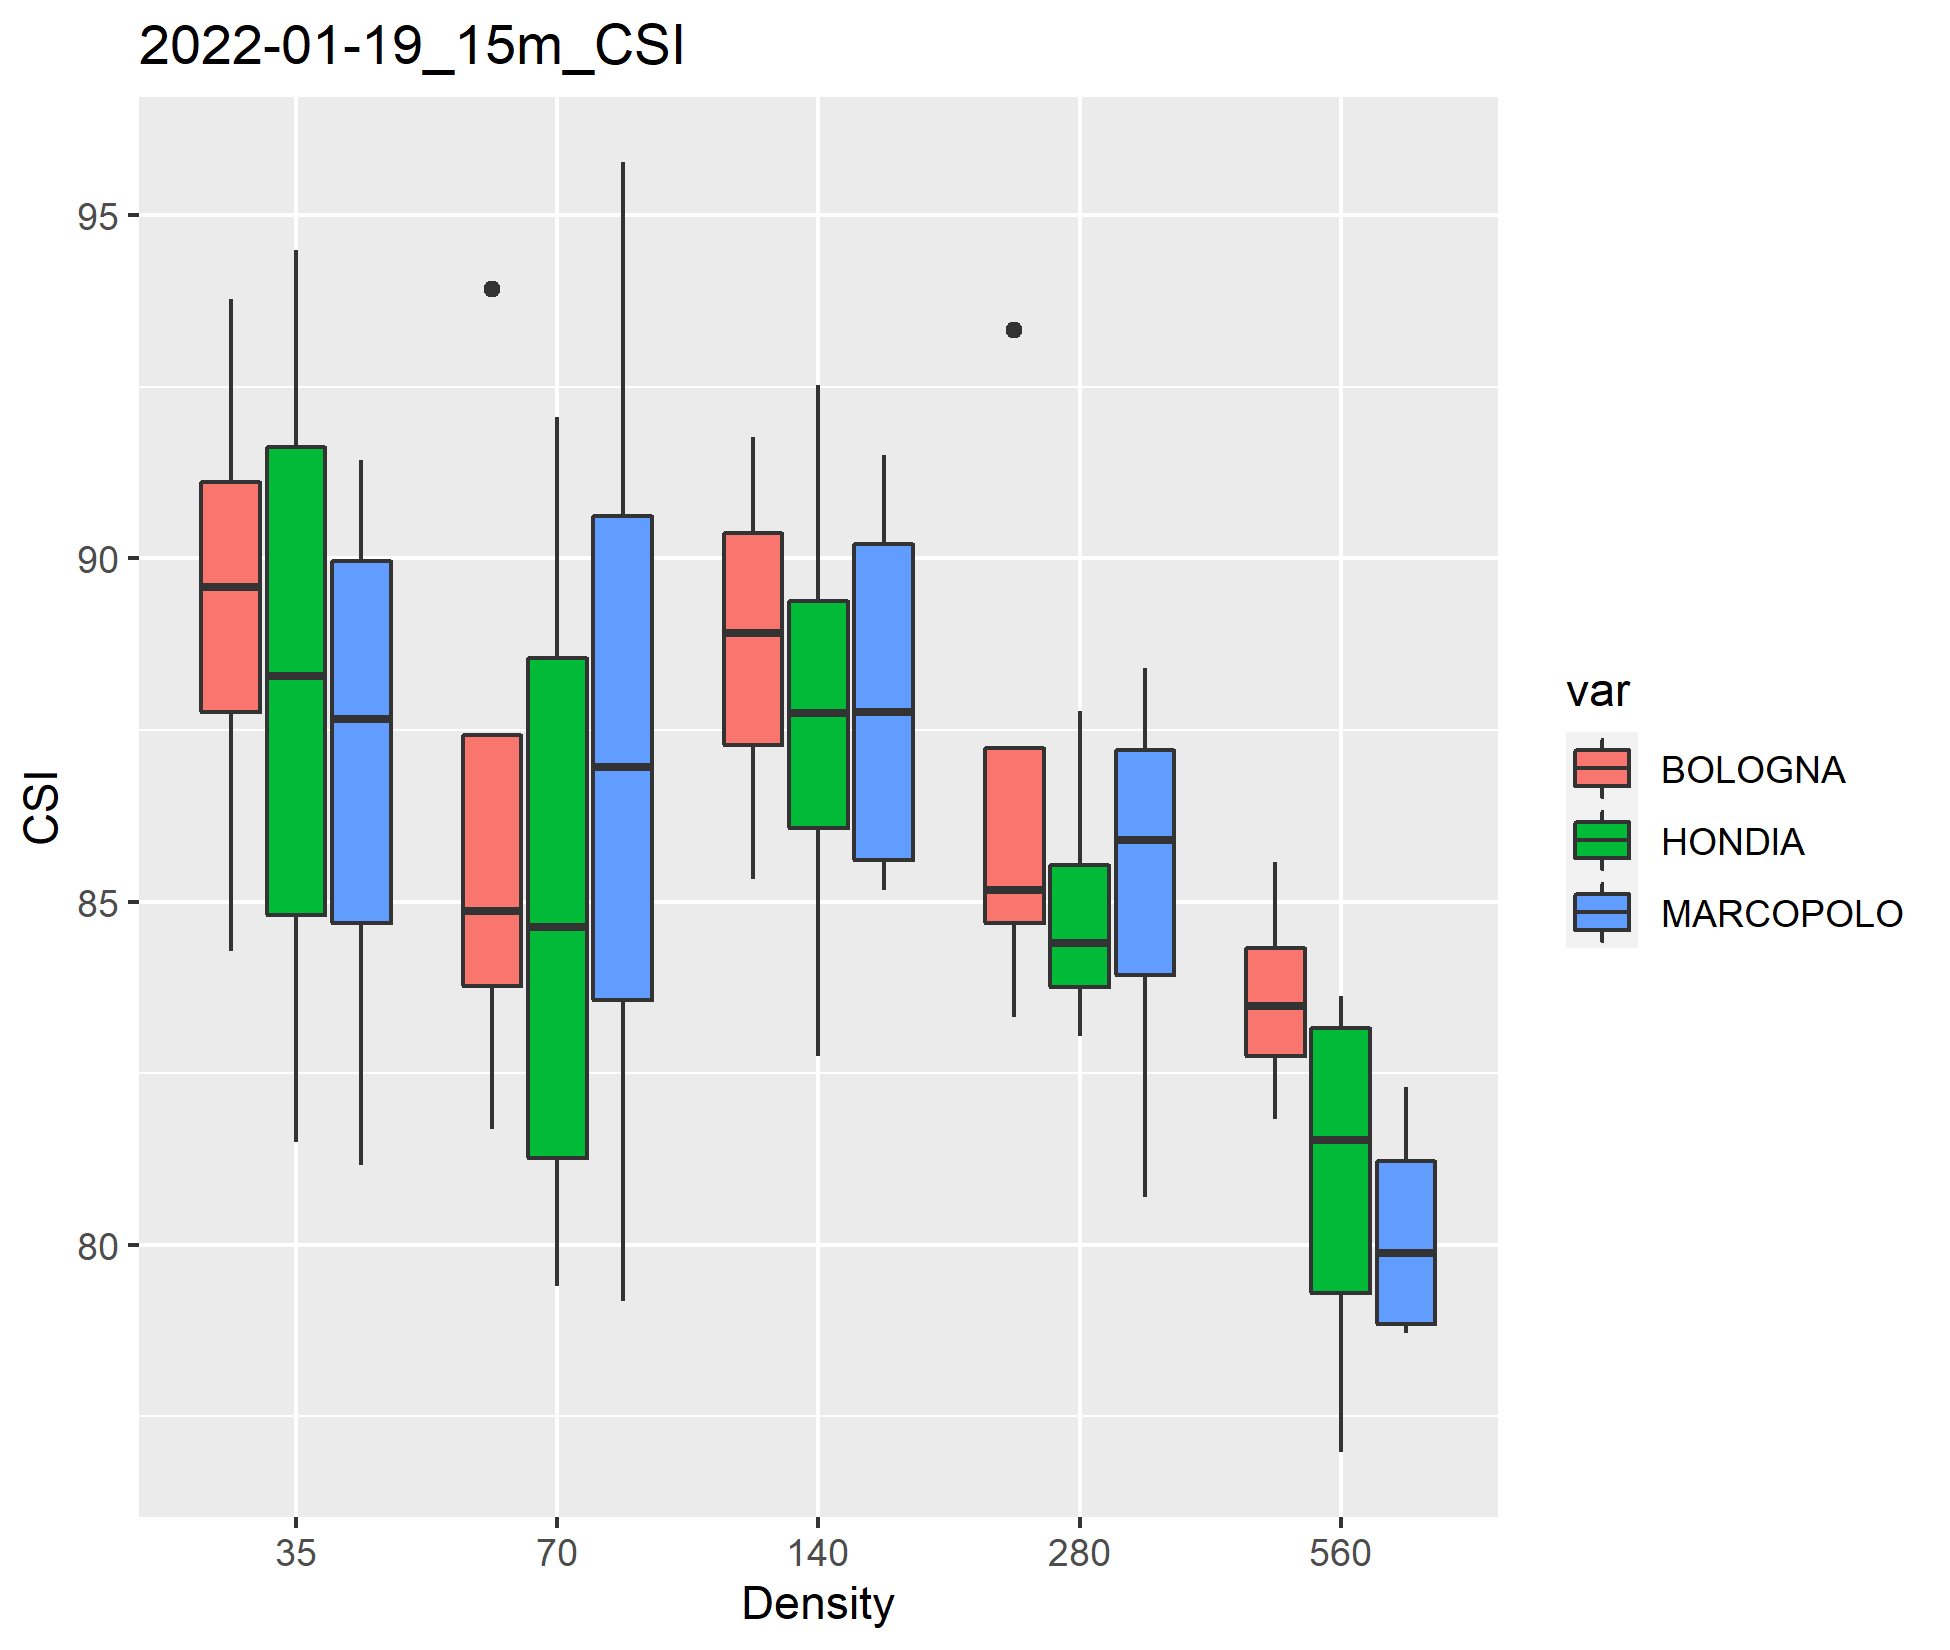 2022-01-19_15m_CSI
95
90
85
80
CSI
35 70 140 280 560
Density
var
BOLOGNA
HONDIA
MARCOPOLO